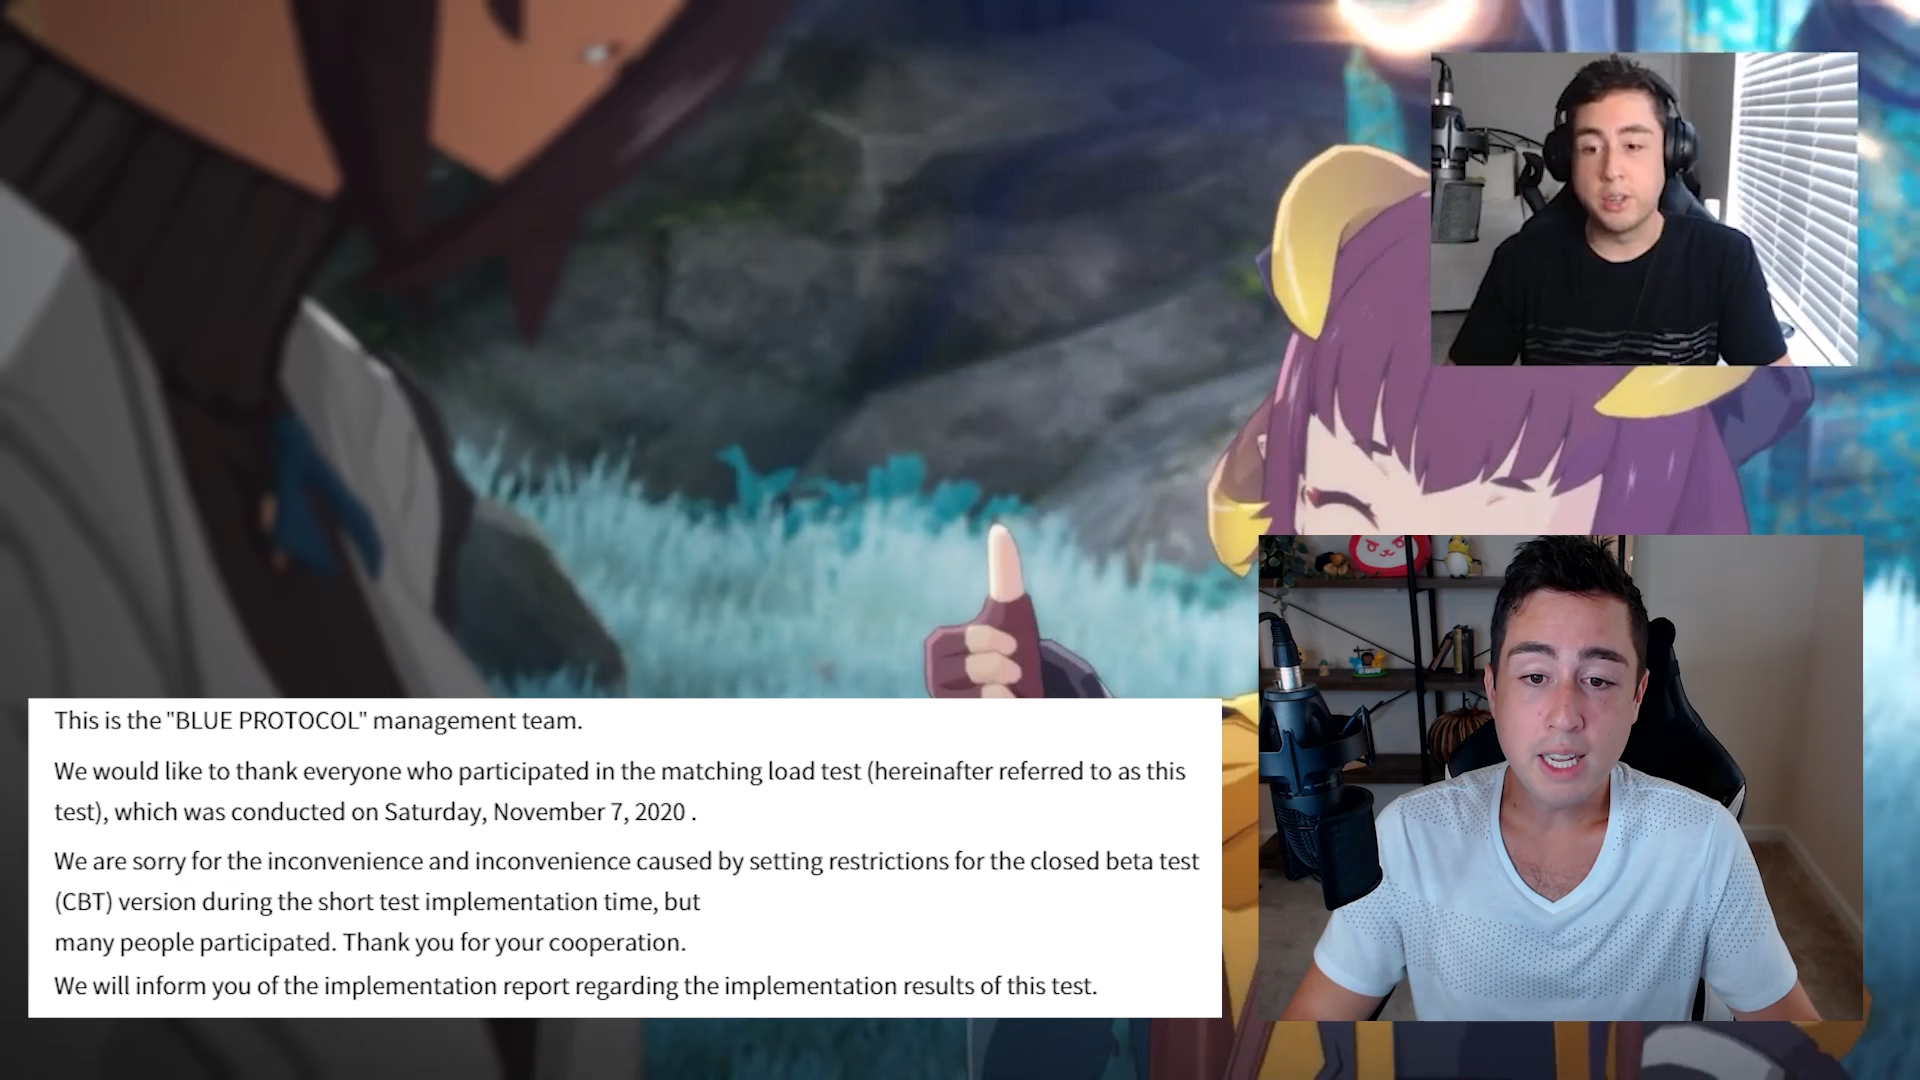 This is the "BLUE PROTOCOL" management team.
We would like to thank everyone who participated in the matching load test (hereinafter referred to as this
test), which was conducted on Saturday, November 7, 2020 .
We are sorry for the inconvenience and inconvenience caused by setting restrictions for the closed beta test
(CBT) version during the short test implementation time, but
many people participated. Thank you for your cooperation.
We will inform you of the implementation report regarding the implementation results of this test.